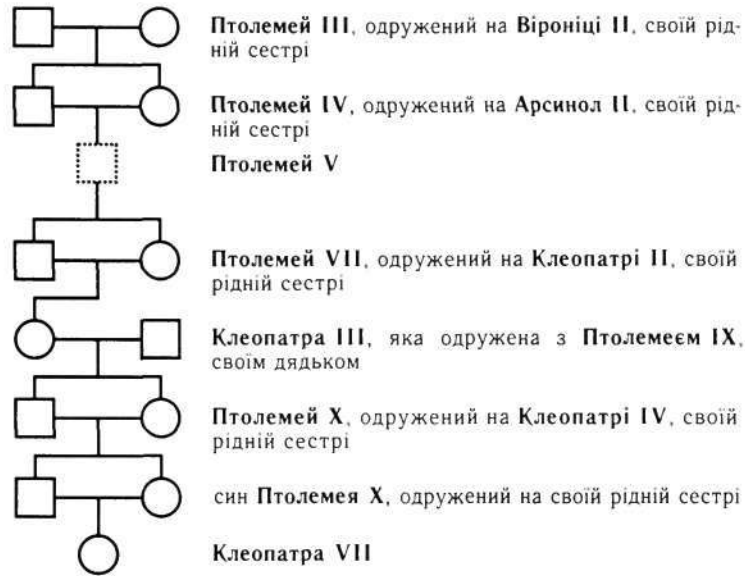 Птолемей III, одружений на Віроніці II, своїй рід-
ній сестрі
Птолемей IV, одружений на Арсинол II, своїй рід-
ній сестрі
Птолемей V
Птолемей VII, одружений на Клеопатрі II, своїй
рідній сестрі
Клеопатра III, яка одружена з Птолемеєм IX,
своїм дядьком
Птолемей X, одружений на Клеопатрі IV, своїй
рідній сестрі
син Птолемея X, одружений на своїй рідній сестрі
Клеопатра VII